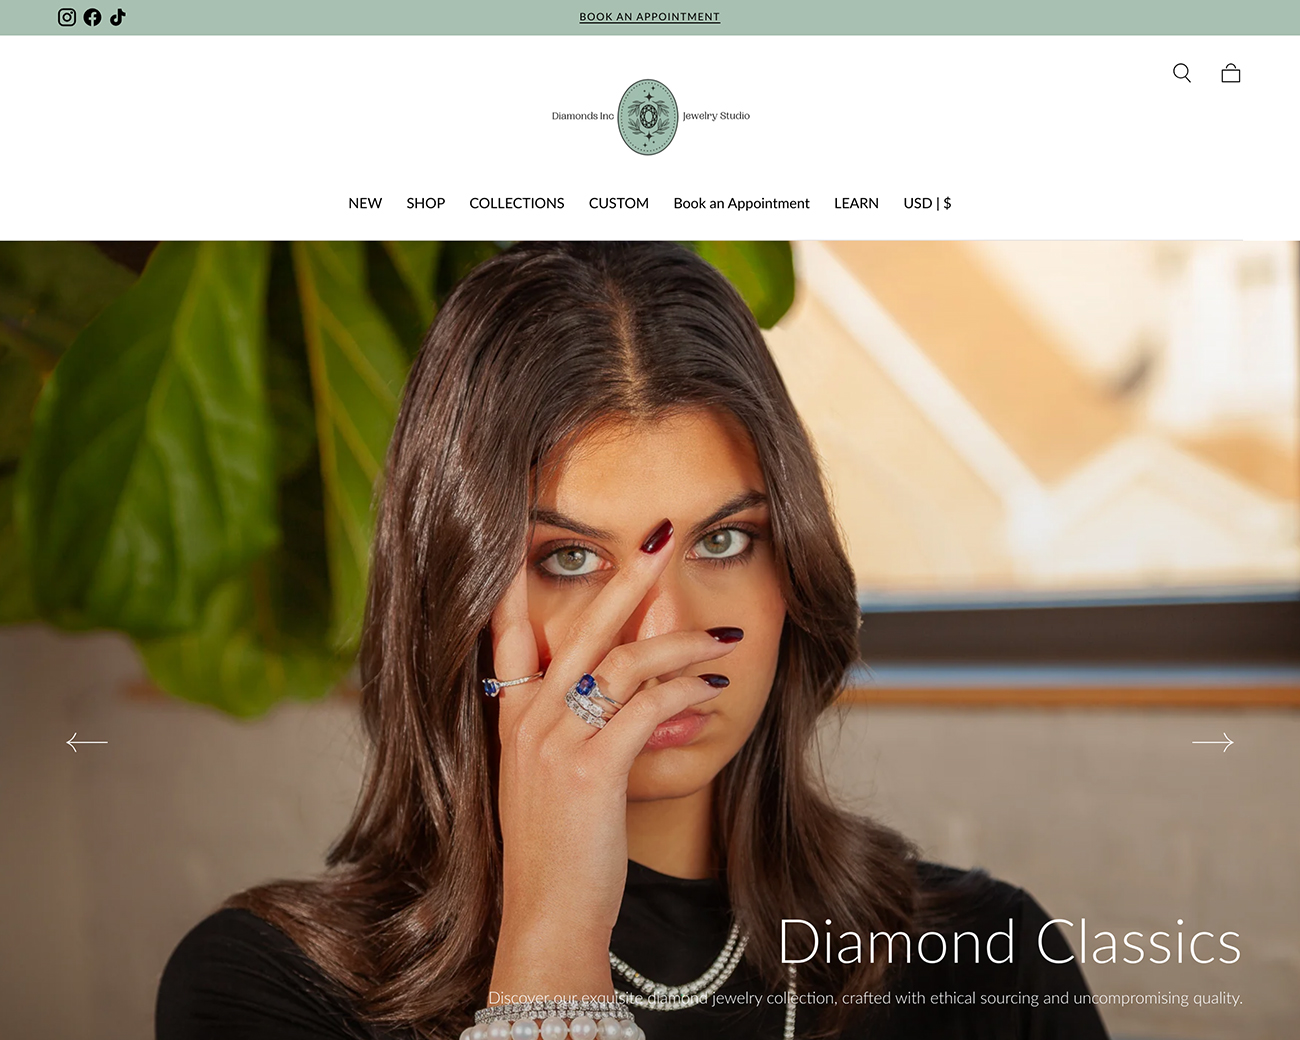 BOOK AN APPOINTMENT
Diamonds Inc Jewelry Studio
NEW SHOP COLLECTIONS CUSTOM Book an Appointment LEARN USD | $
Diamond Classics
Discover our exquisite diamond jewelry collection, crafted with ethical sourcing and uncompromising quality.